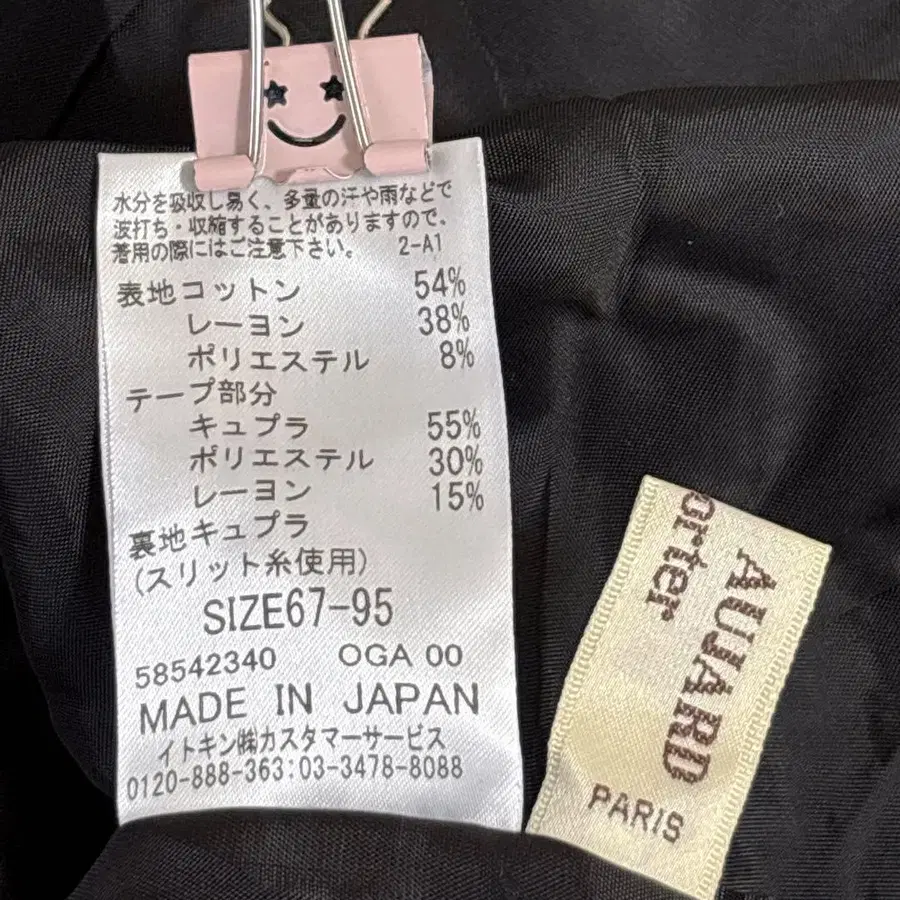 水分を吸収し易く、多量の汗や雨などで
波打ち・収縮することがありますので、
着用の際にはご注意下さい。 2-A1
表地コットン 54%
レーヨン 38%
ポリエステル 8%
テープ部分
キュプラ 55%
ポリエステル 30%
レーヨン 15%
裏地キュプラ
(スリット糸使用)
SIZE67-95
58542340 OGA 00
MADE IN JAPAN
イトキン㈱カスタマーサービス
0120-888-363:03-3478-8088
orter
AUJARD
PARIS